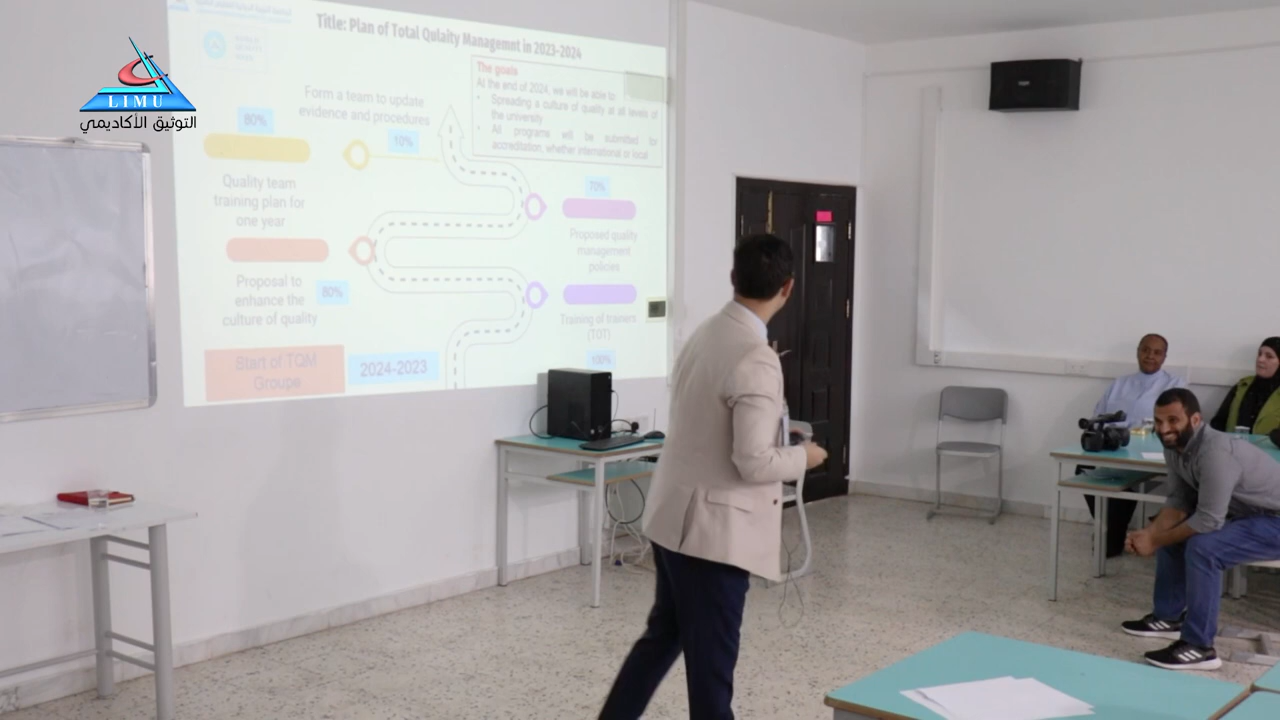 LIMU
التوثيق الأكاديمي
Title: Plan of Total Qulaity Managemnt in 2023-2024
The goals
At the end of 2024, we will be able to
• Spreading a culture of quality at all levels of
the university
• All programs will be submitted for
accreditation, whether international or local
Form a team to update
evidence and procedures
10%
80%
Quality team
training plan for
one year
70%
Proposed quality
management
policies
Proposal to
enhance the
culture of quality
80%
Training of trainers
(TOT)
100%
Start of TQM
Groupe
2024-2023